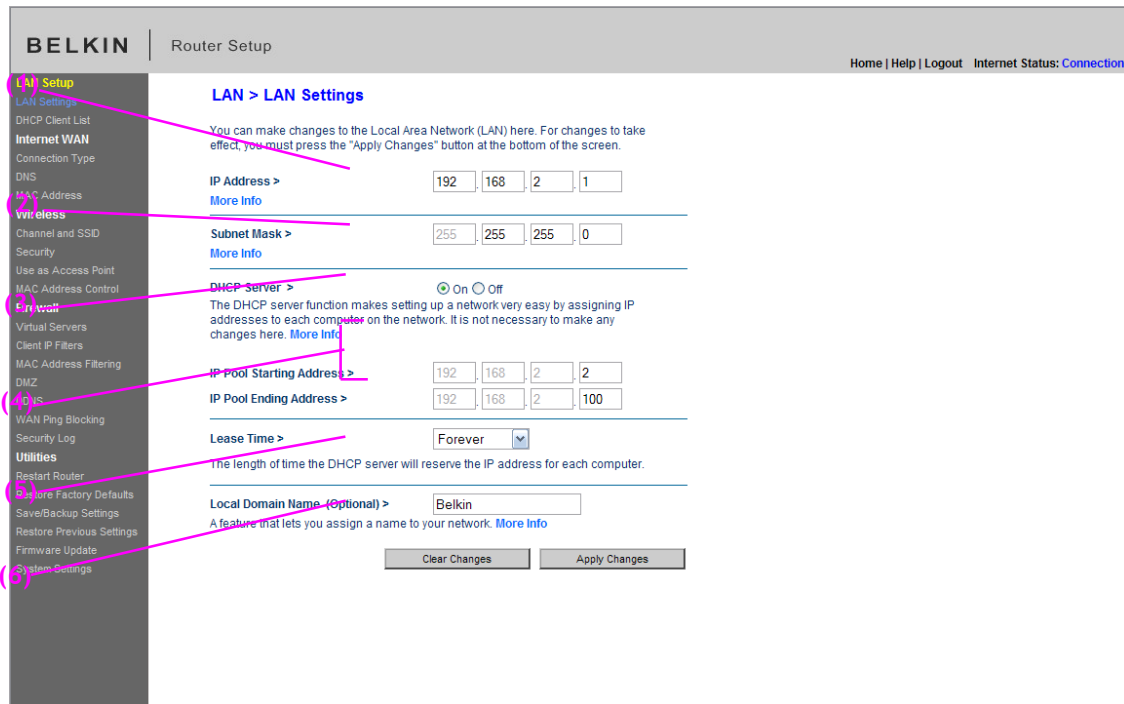 BELKIN
Router Setup
Home | Help | Logout Internet Status: Connection
LAN Setup
LAN Settings
DHCP Client List
Internet WAN
Connection Type
DNS
MAC Address
Wireless
Channel and SSID
Security
Use as Access Point
MAC Address Control
Firewall
Virtual Servers
Client IP Filters
MAC Address Filtering
DMZ
DDNS
WAN Ping Blocking
Security Log
Utilities
Restart Router
Restore Factory Defaults
Save/Backup Settings
Restore Previous Settings
Firmware Update
System Settings
(1)
(2)
(3)
(4)
(5)
(6)
LAN > LAN Settings
You can make changes to the Local Area Network (LAN) here. For changes to take
effect, you must press the "Apply Changes" button at the bottom of the screen.
IP Address > 192 . 168 . 2 . 1
More Info
Subnet Mask > 255 . 255 . 255 . 0
More Info
DHCP Server > On Off
The DHCP server function makes setting up a network very easy by assigning IP
addresses to each computer on the network. It is not necessary to make any
changes here. More Info
IP Pool Starting Address > 192 . 168 . 2 . 2
IP Pool Ending Address > 192 . 168 . 2 . 100
Lease Time > Forever
The length of time the DHCP server will reserve the IP address for each computer.
Local Domain Name (Optional) > Belkin
A feature that lets you assign a name to your network. More Info
Clear Changes Apply Changes